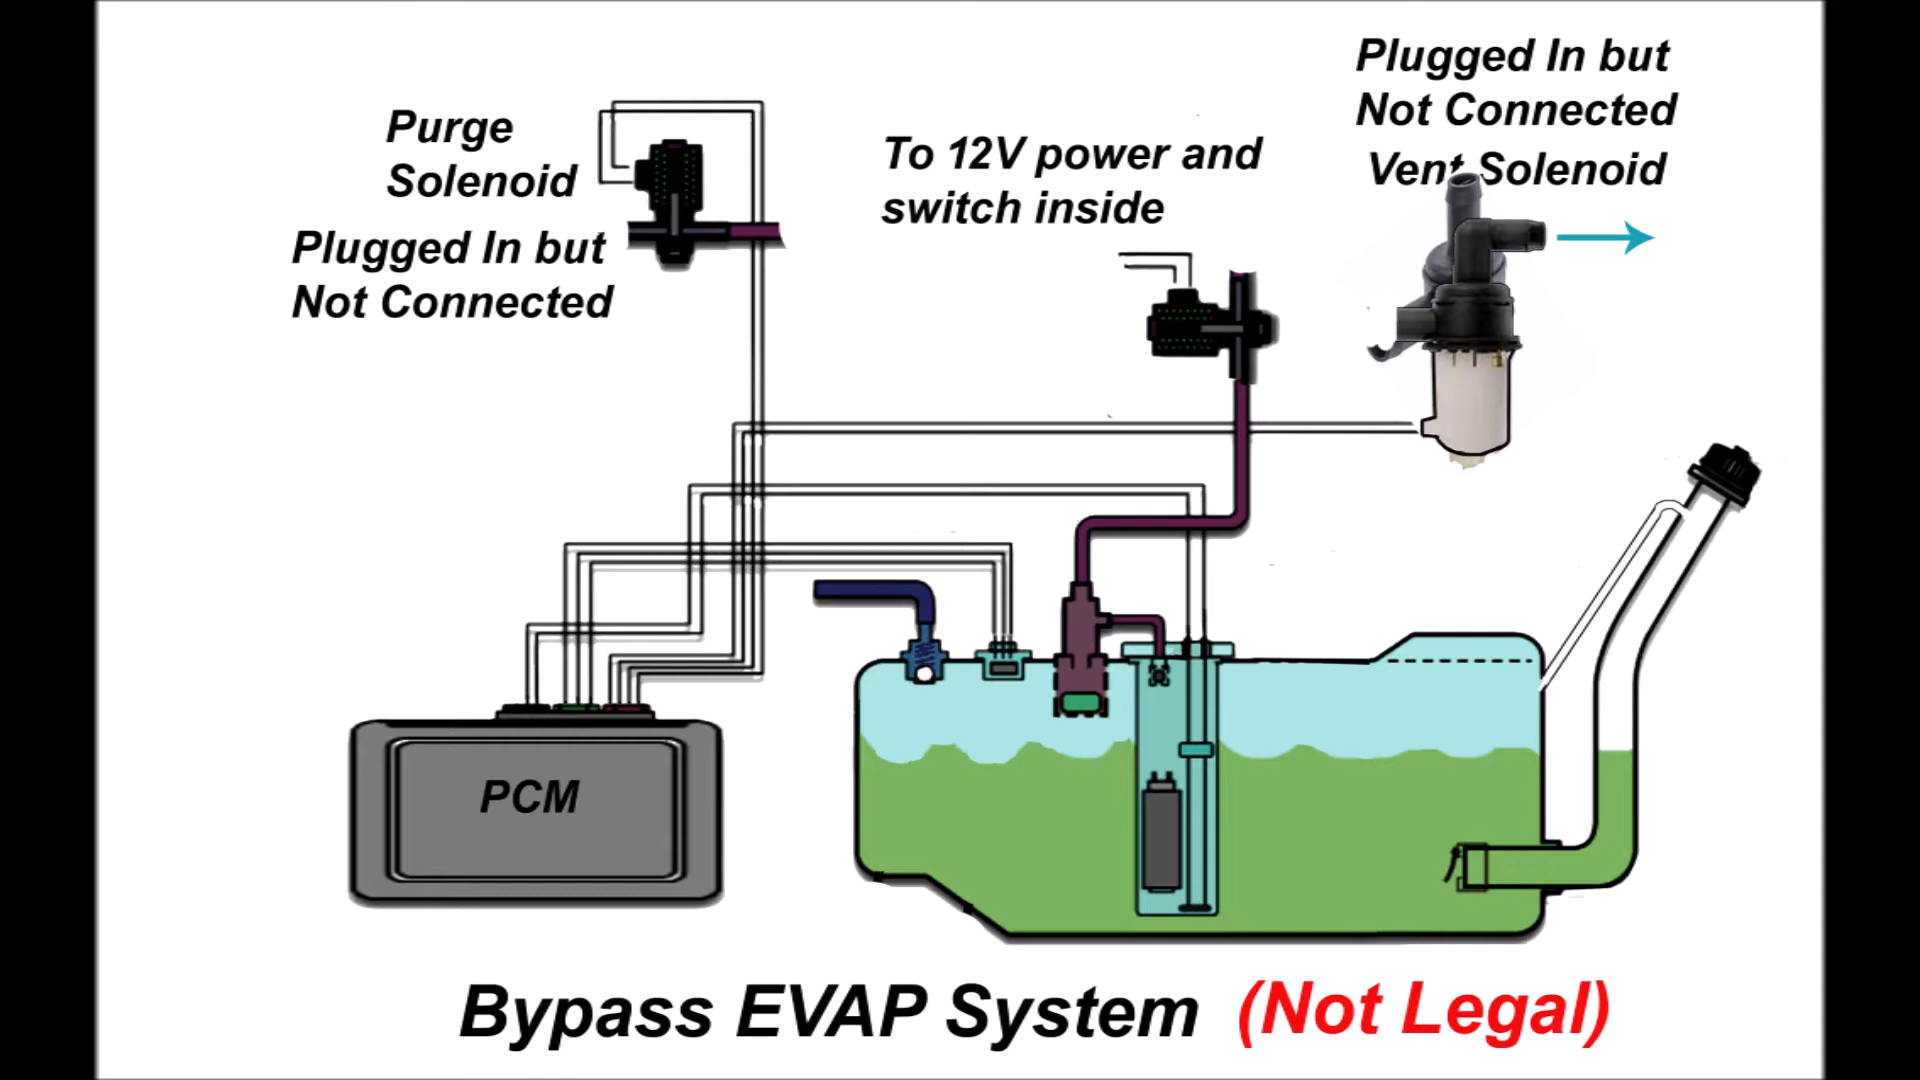 Purge
Solenoid
Plugged In but
Not Connected
To 12V power and
switch inside
Plugged In but
Not Connected
Vent Solenoid
PCM
Bypass EVAP System (Not Legal)